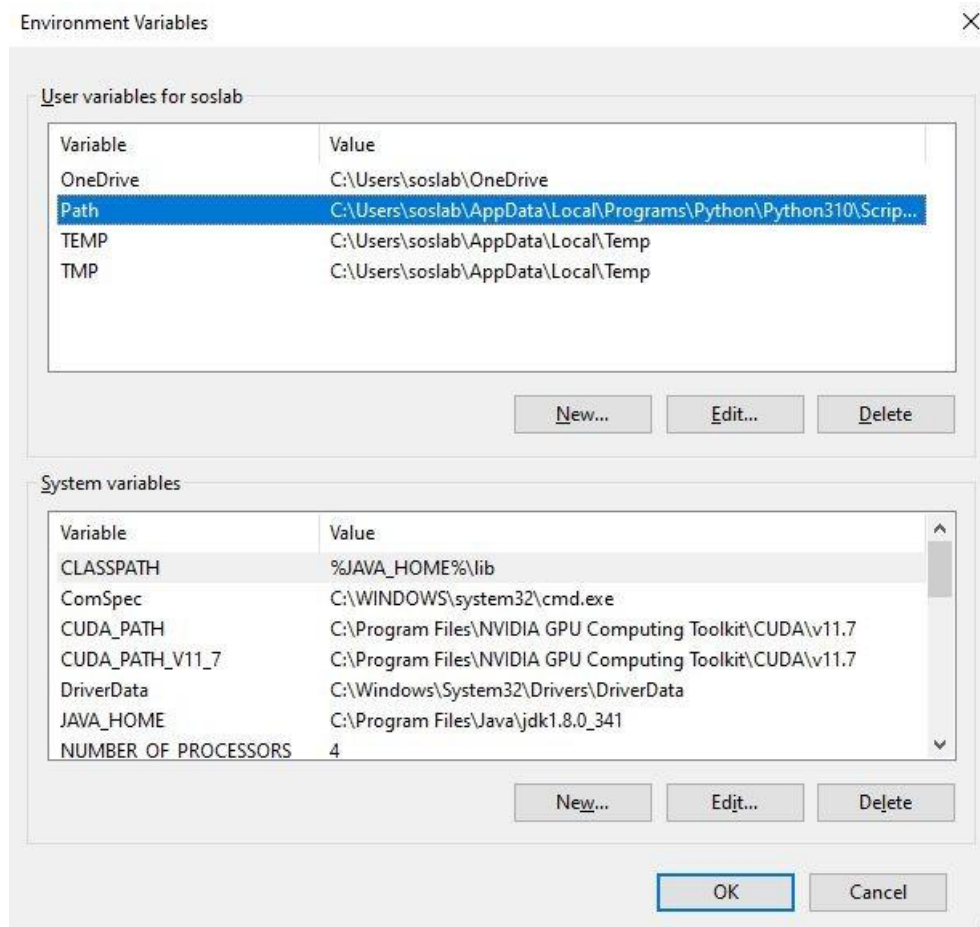 Environment Variables
User variables for soslab
Variable Value
OneDrive C:\Users\soslab\OneDrive
Path C:\Users\soslab\AppData\Local\Programs\Python\Python310\Scrip...
TEMP C:\Users\soslab\AppData\Local\Temp
TMP C:\Users\soslab\AppData\Local\Temp
New... Edit... Delete
System variables
Variable Value
CLASSPATH %JAVA_HOME%\lib
ComSpec C:\WINDOWS\system32\cmd.exe
CUDA_PATH C:\Program Files\NVIDIA GPU Computing Toolkit\CUDA\v11.7
CUDA_PATH_V11_7 C:\Program Files\NVIDIA GPU Computing Toolkit\CUDA\v11.7
DriverData C:\Windows\System32\Drivers\DriverData
JAVA_HOME C:\Program Files\Java\jdk1.8.0_341
NUMBER_OF_PROCESSORS 4
New... Edit... Delete
OK Cancel